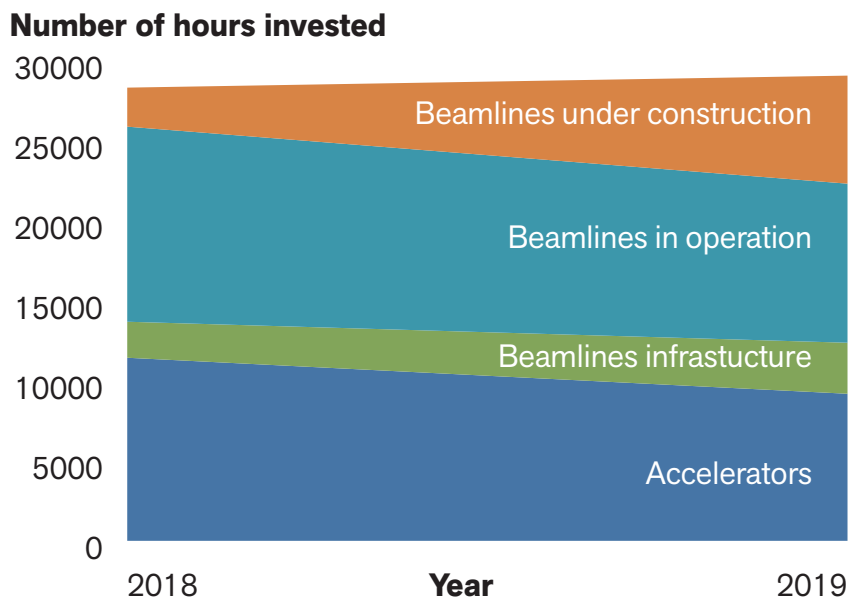 Number of hours invested
30000
25000
20000
15000
10000
5000
0
Beamlines under construction
Beamlines in operation
Beamlines infrastucture
Accelerators
2018 Year 2019